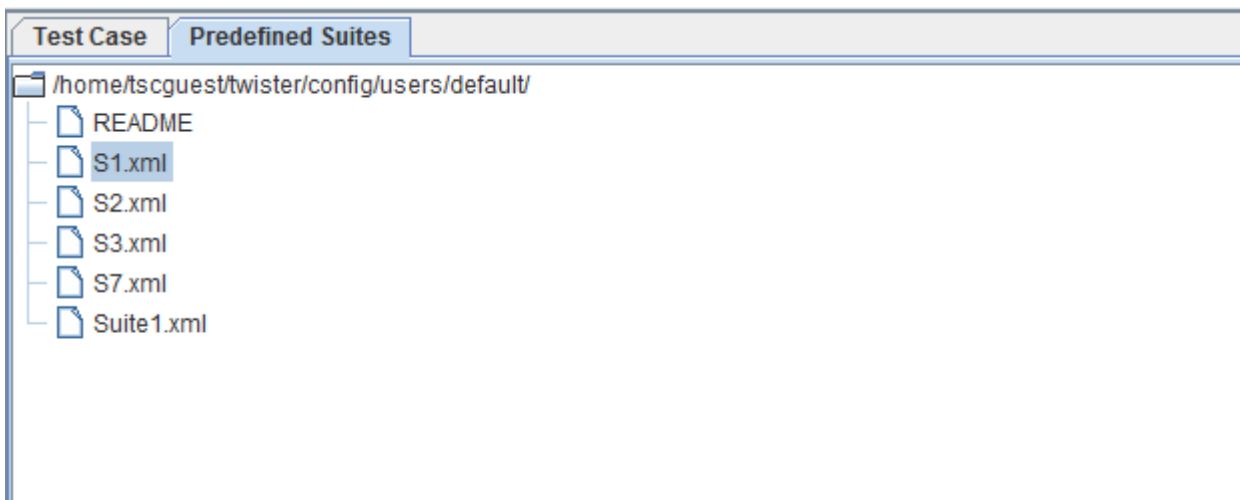 Test Case Predefined Suites
/home/tscguest/twister/config/users/default/
README
S1.xml
S2.xml
S3.xml
S7.xml
Suite1.xml